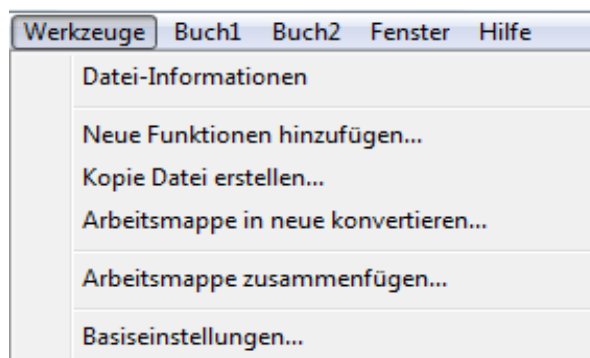 Werkzeuge Buch1 Buch2 Fenster Hilfe
Datei-Informationen
Neue Funktionen hinzufügen...
Kopie Datei erstellen...
Arbeitsmappe in neue konvertieren...
Arbeitsmappe zusammenfügen...
Basiseinstellungen...